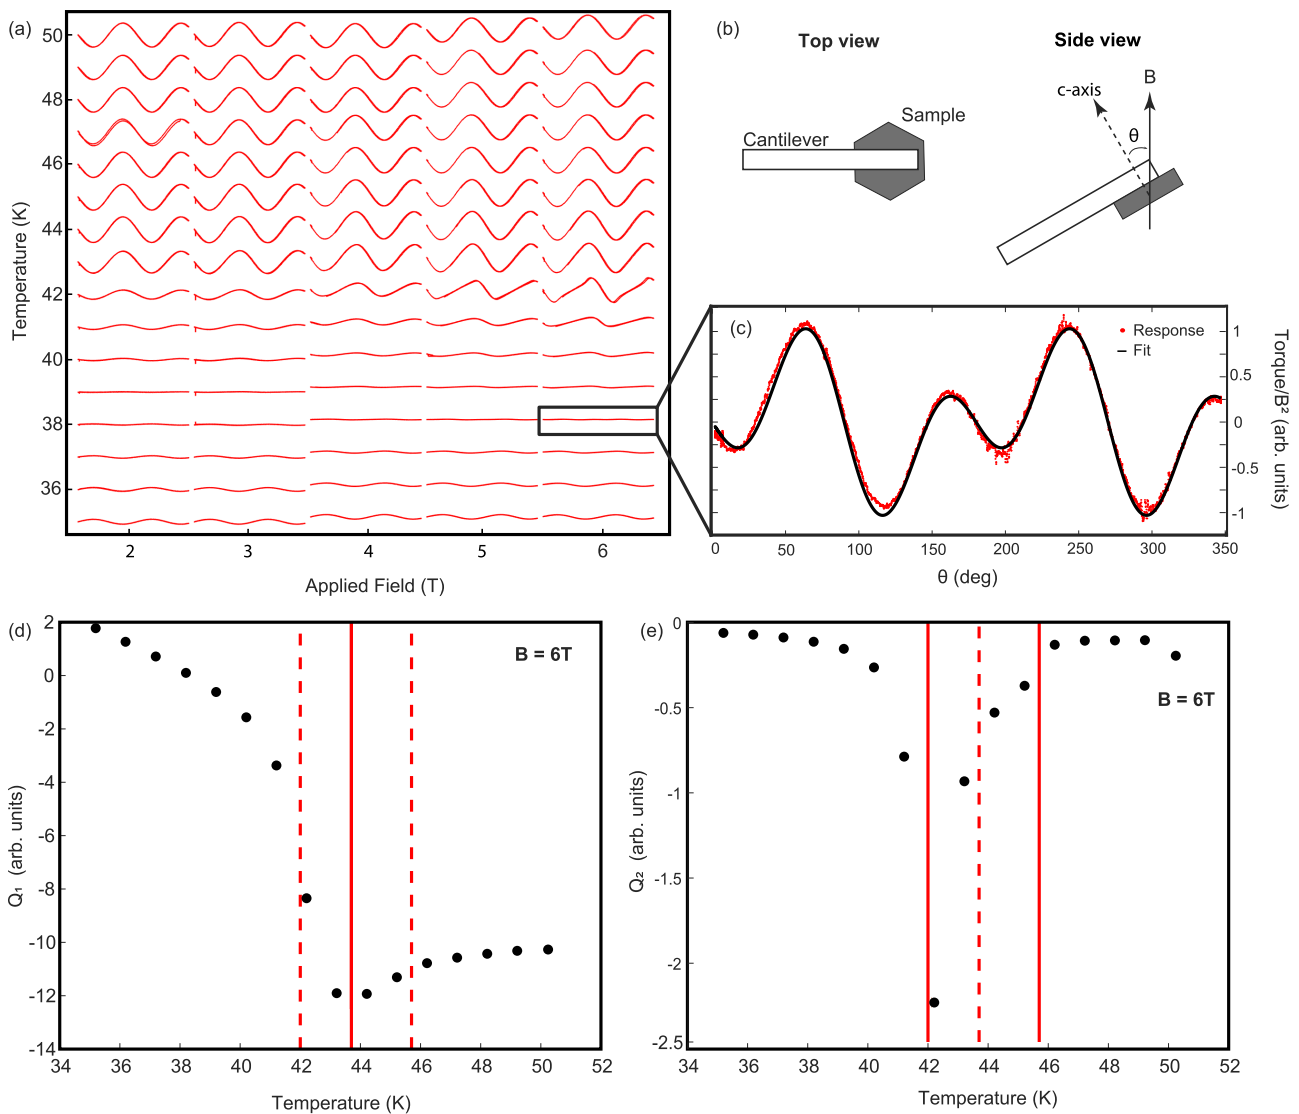 (a)
50
48
46
44
42
40
38
36
Temperature (K)
2 3 4 5 6
Applied Field (T)
(b)
Top view
Side view
Cantilever
Sample
c-axis
B
θ
(c)
Response
Fit
1
0.5
0
-0.5
-1
Torque/B² (arb. units)
0 50 100 150 200 250 300 350
θ (deg)
(d)
B = 6T
2
0
-2
-4
-6
-8
-10
-12
-14
Q₁ (arb. units)
34 36 38 40 42 44 46 48 50 52
Temperature (K)
(e)
B = 6T
0
-0.5
-1
-1.5
-2
-2.5
Q₂ (arb. units)
34 36 38 40 42 44 46 48 50 52
Temperature (K)